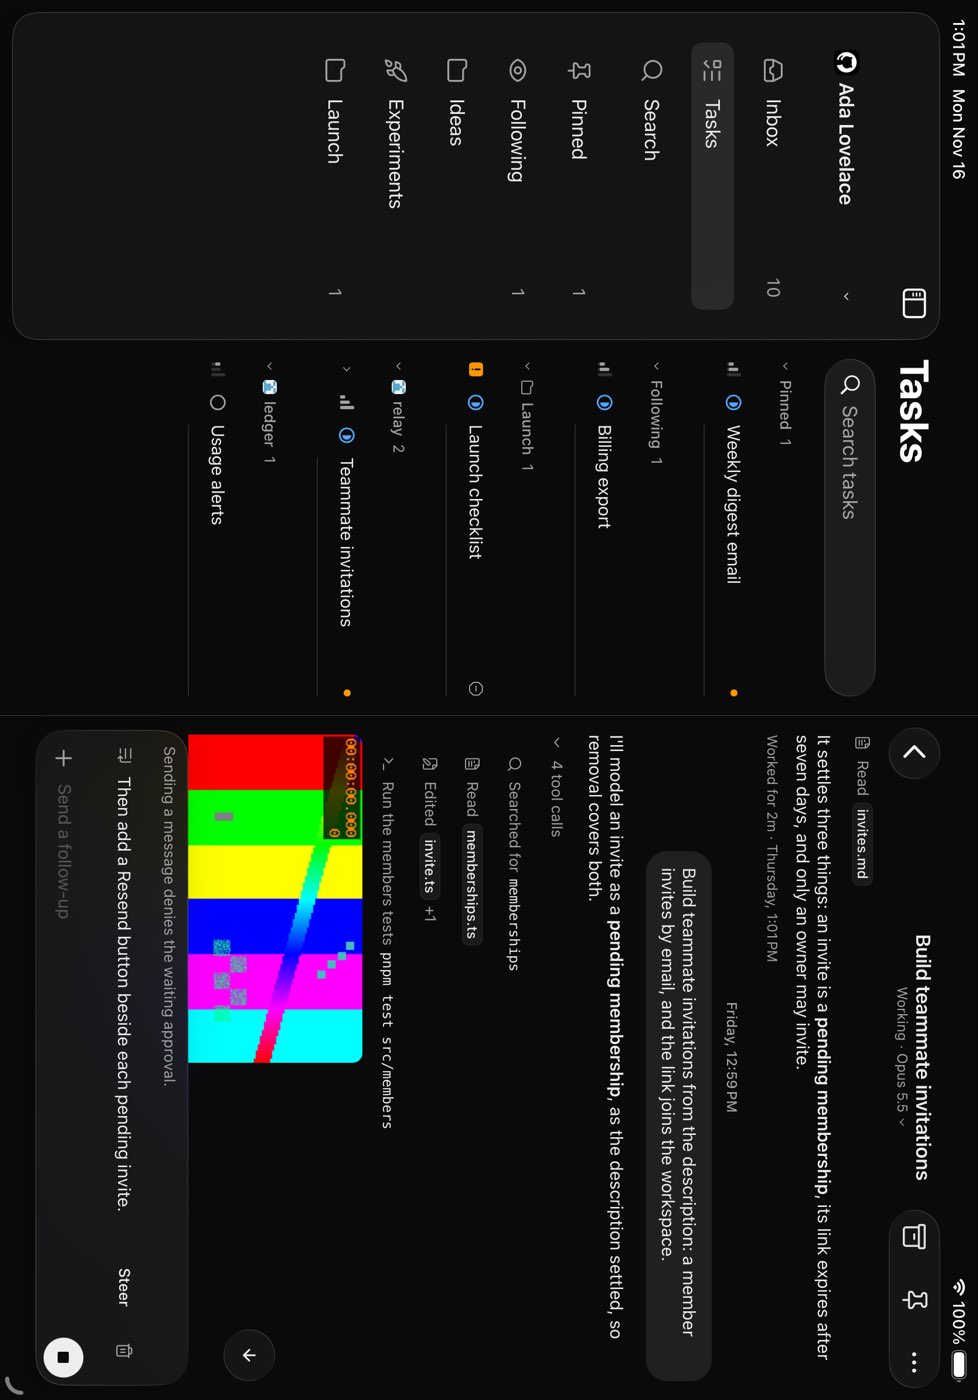 1:01 PM Mon Nov 16
100%
Ada Lovelace
Inbox 10
Tasks
Search
Pinned 1
Following 1
Ideas
Experiments
Launch 1
Tasks
Search tasks
Pinned 1
Weekly digest email
Following 1
Billing export
Launch 1
Launch checklist
relay 2
Teammate invitations
ledger 1
Usage alerts
Build teammate invitations
Working · Opus 5.5
Read invites.md
It settles three things: an invite is a pending membership, its link expires after
seven days, and only an owner may invite.
Worked for 2m · Thursday, 1:01 PM
Friday, 12:59 PM
Build teammate invitations from the description: a member
invites by email, and the link joins the workspace.
I'll model an invite as a pending membership, as the description settled, so
removal covers both.
4 tool calls
Searched for memberships
Read memberships.ts
Edited invite.ts +1
Run the members tests pnpm test src/members
00:00:00.000
0
Sending a message denies the waiting approval.
Then add a Resend button beside each pending invite. Steer
Send a follow-up